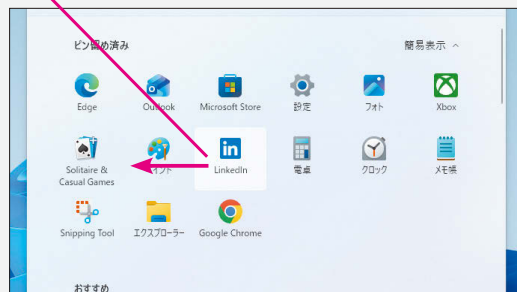 ピン留め済み 簡易表示
Edge Outlook Microsoft Store 設定 フォト Xbox
Solitaire & Casual Games ペイント LinkedIn 電卓 クロック メモ帳
Snipping Tool エクスプローラー Google Chrome
おすすめ